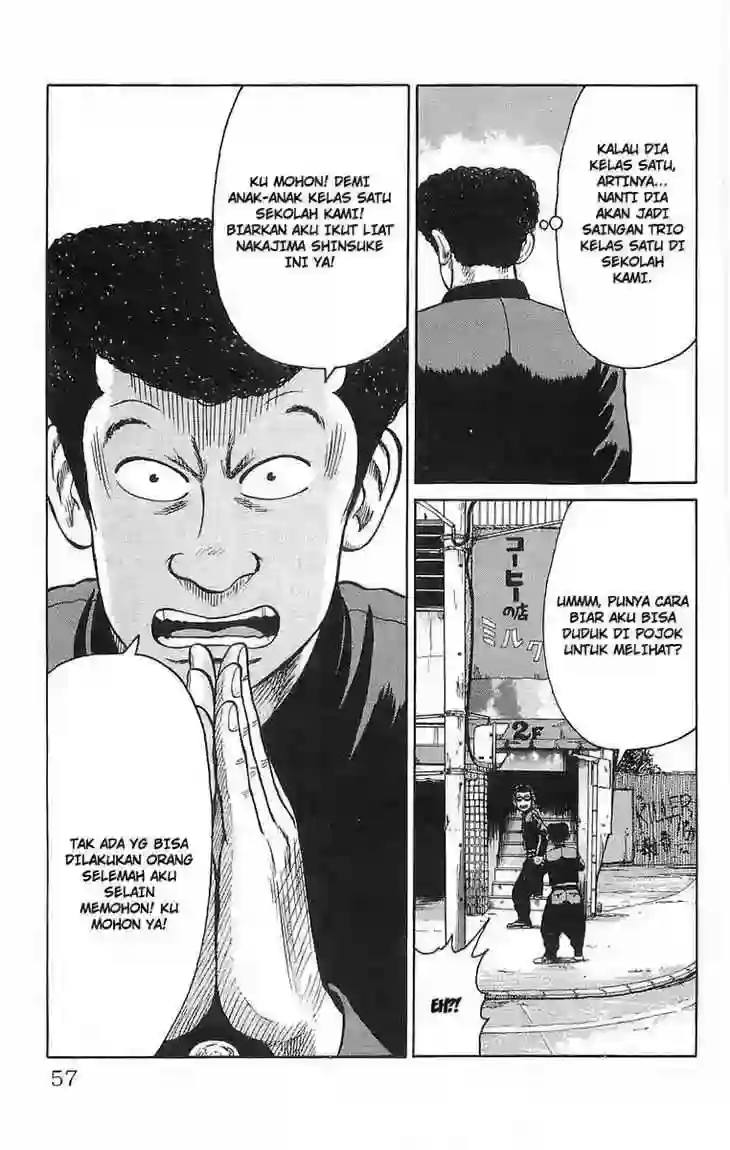 KALAU DIA
KELAS SATU,
ARTINYA...
NANTI DIA
AKAN JADI
SAINGAN TRIO
KELAS SATU DI
SEKOLAH
KAMI.
UMMM, PUNYA CARA
BIAR AKU BISA
DUDUK DI POJOK
UNTUK MELIHAT?
コーヒーの店
ミルク
2F
KILLER
EH?!
KU MOHON! DEMI
ANAK-ANAK KELAS SATU
SEKOLAH KAMI!
BIARKAN AKU IKUT LIAT
NAKAJIMA SHINSUKE
INI YA!
TAK ADA YG BISA
DILAKUKAN ORANG
SELEMAH AKU
SELAIN
MEMOHON! KU
MOHON YA!
57